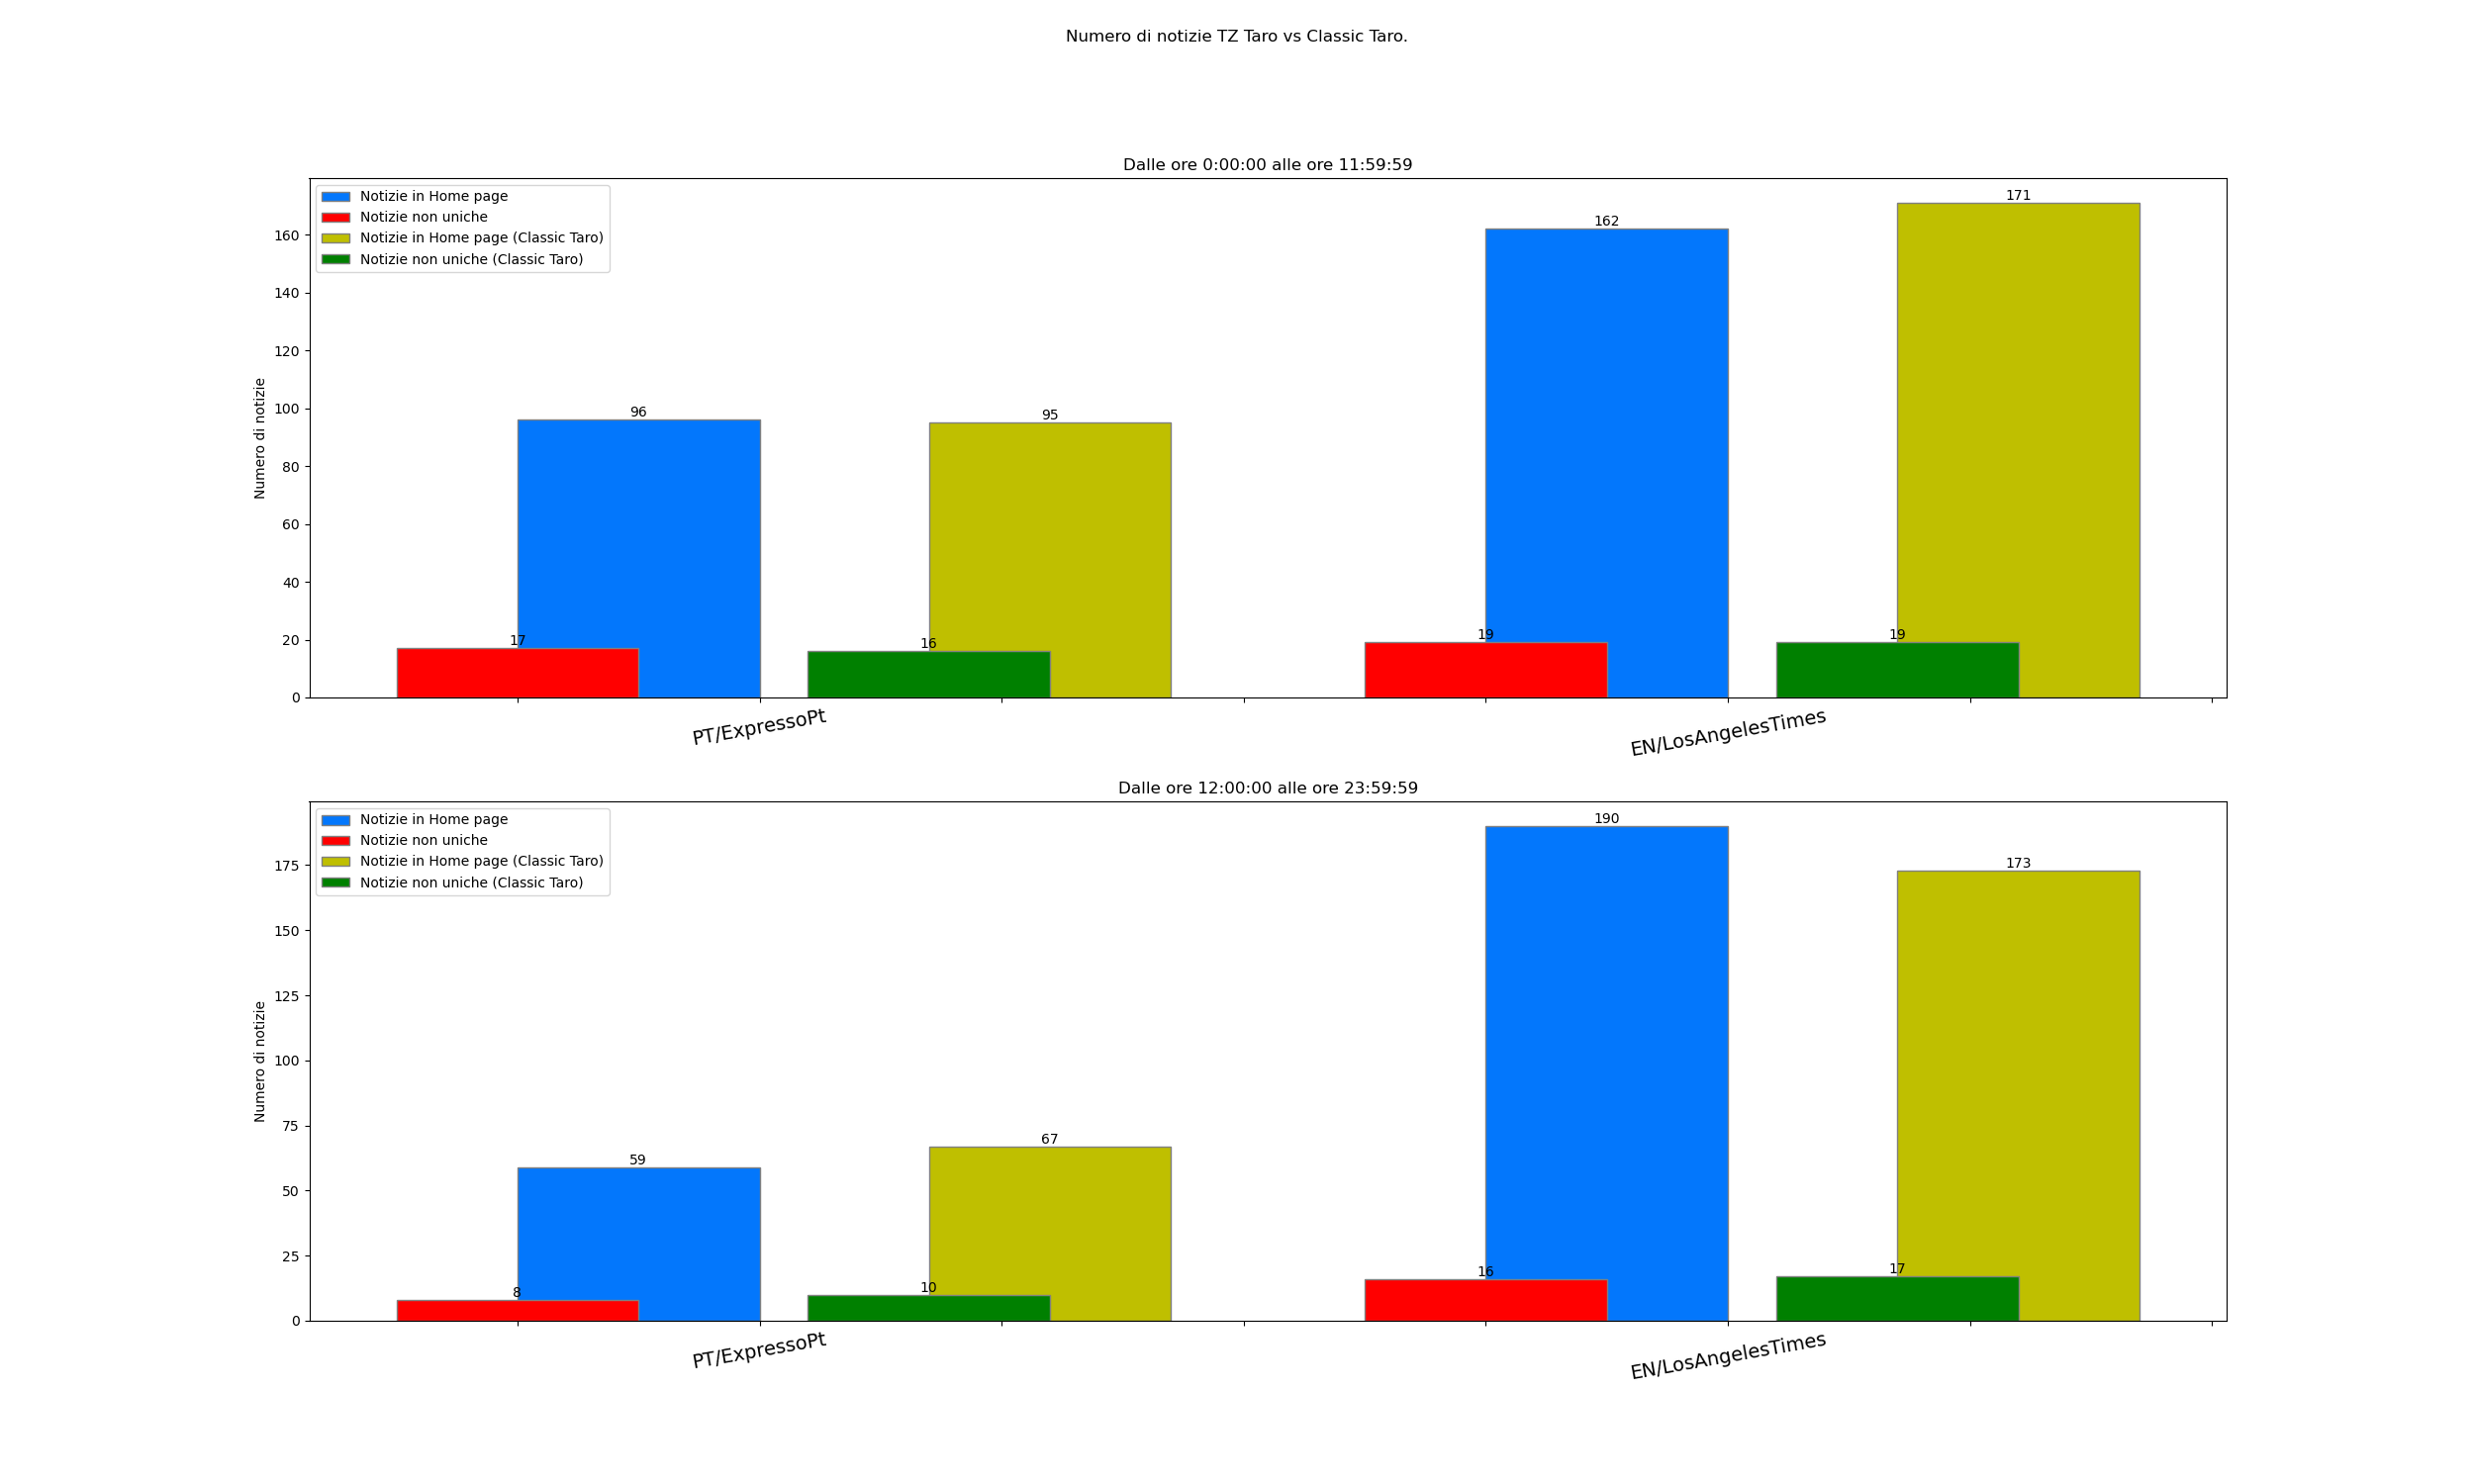 Numero di notizie TZ Taro vs Classic Taro.
Dalle ore 0:00:00 alle ore 11:59:59
Notizie in Home page
Notizie non uniche
Notizie in Home page (Classic Taro)
Notizie non uniche (Classic Taro)
Numero di notizie
160
140
120
100
80
60
40
20
0
96
95
162
171
17
16
19
19
PT/ExpressoPt
EN/LosAngelesTimes
Dalle ore 12:00:00 alle ore 23:59:59
Notizie in Home page
Notizie non uniche
Notizie in Home page (Classic Taro)
Notizie non uniche (Classic Taro)
Numero di notizie
175
150
125
100
75
50
25
0
59
67
190
173
8
10
16
17
PT/ExpressoPt
EN/LosAngelesTimes